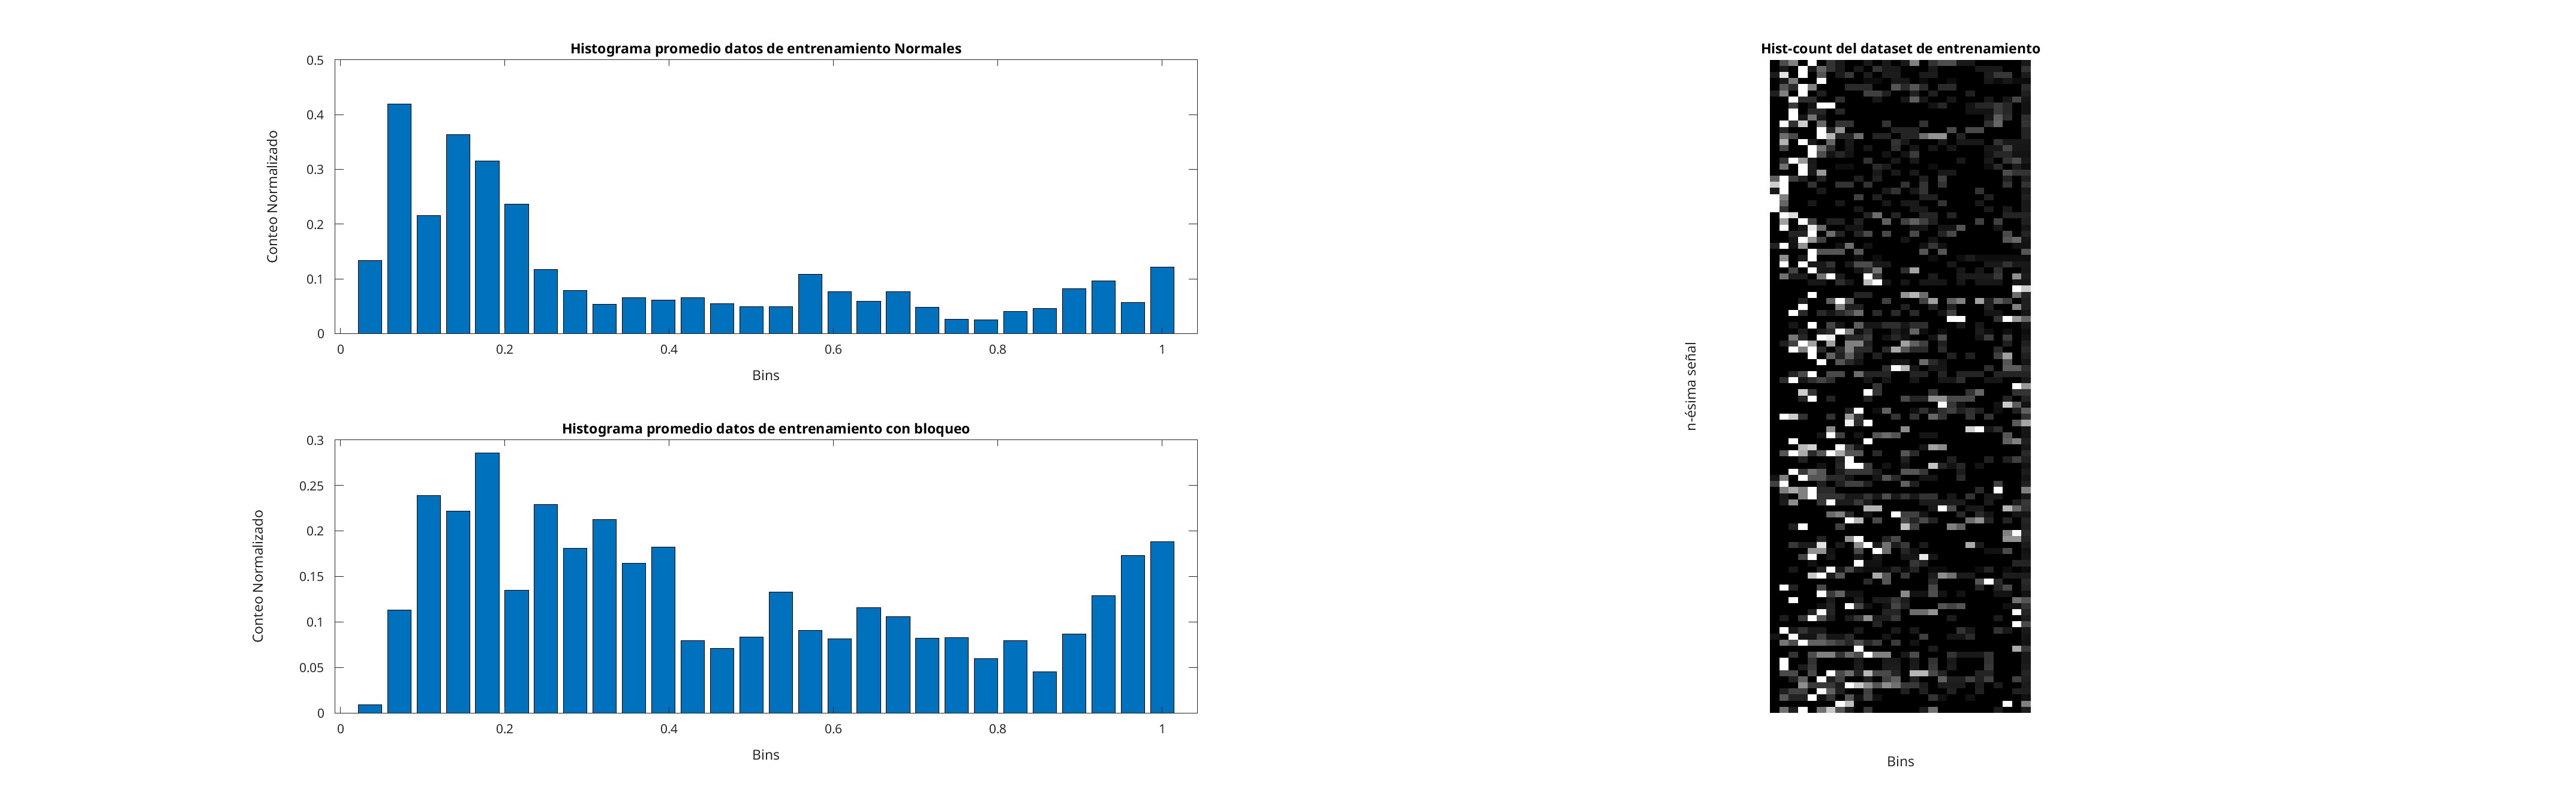 Histograma promedio datos de entrenamiento Normales
0.5
0.4
0.3
0.2
0.1
0
Conteo Normalizado
0 0.2 0.4 0.6 0.8 1
Bins
Histograma promedio datos de entrenamiento con bloqueo
0.3
0.25
0.2
0.15
0.1
0.05
0
Conteo Normalizado
0 0.2 0.4 0.6 0.8 1
Bins
Hist-count del dataset de entrenamiento
n-ésima señal
Bins